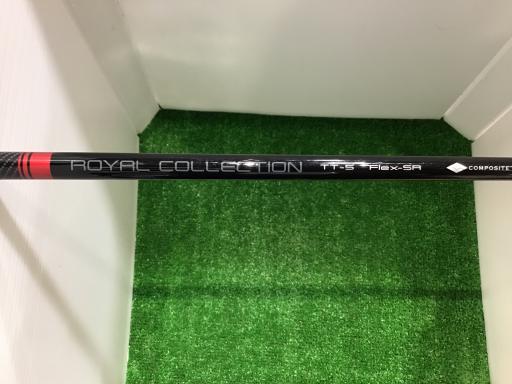 ROYAL COLLECTION TT-5 Flex-SR COMPOSITE